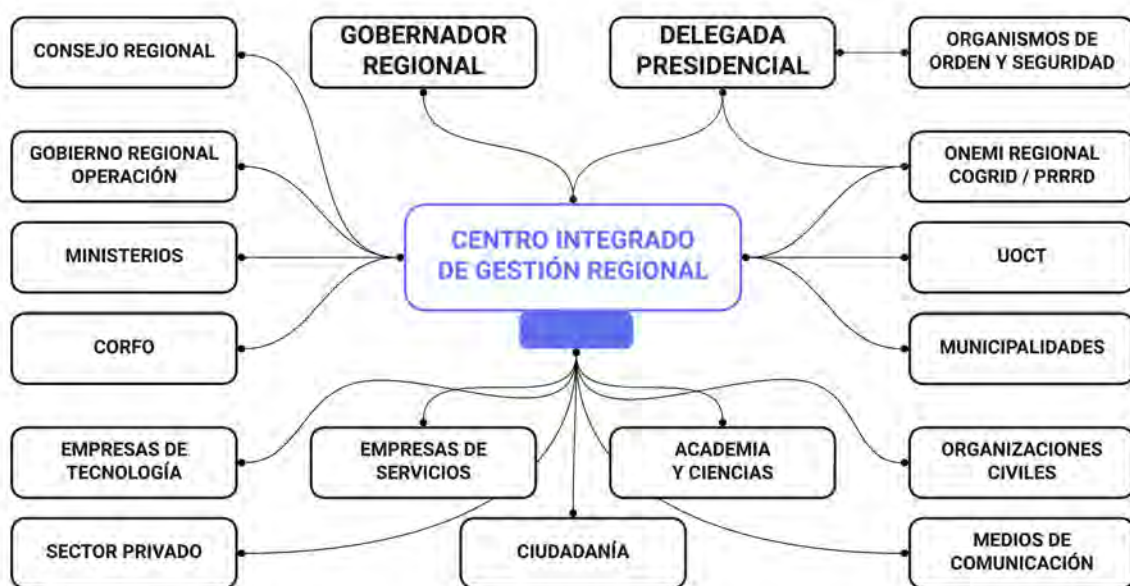 CONSEJO REGIONAL
GOBERNADOR
REGIONAL
DELEGADA
PRESIDENCIAL
ORGANISMOS DE
ORDEN Y SEGURIDAD
GOBIERNO REGIONAL
OPERACIÓN
ONEMI REGIONAL
COGRID / PRRRD
MINISTERIOS
CENTRO INTEGRADO
DE GESTIÓN REGIONAL
UOCT
CORFO
MUNICIPALIDADES
EMPRESAS DE
TECNOLOGÍA
EMPRESAS DE
SERVICIOS
ACADEMIA
Y CIENCIAS
ORGANIZACIONES
CIVILES
SECTOR PRIVADO
CIUDADANÍA
MEDIOS DE
COMUNICACIÓN